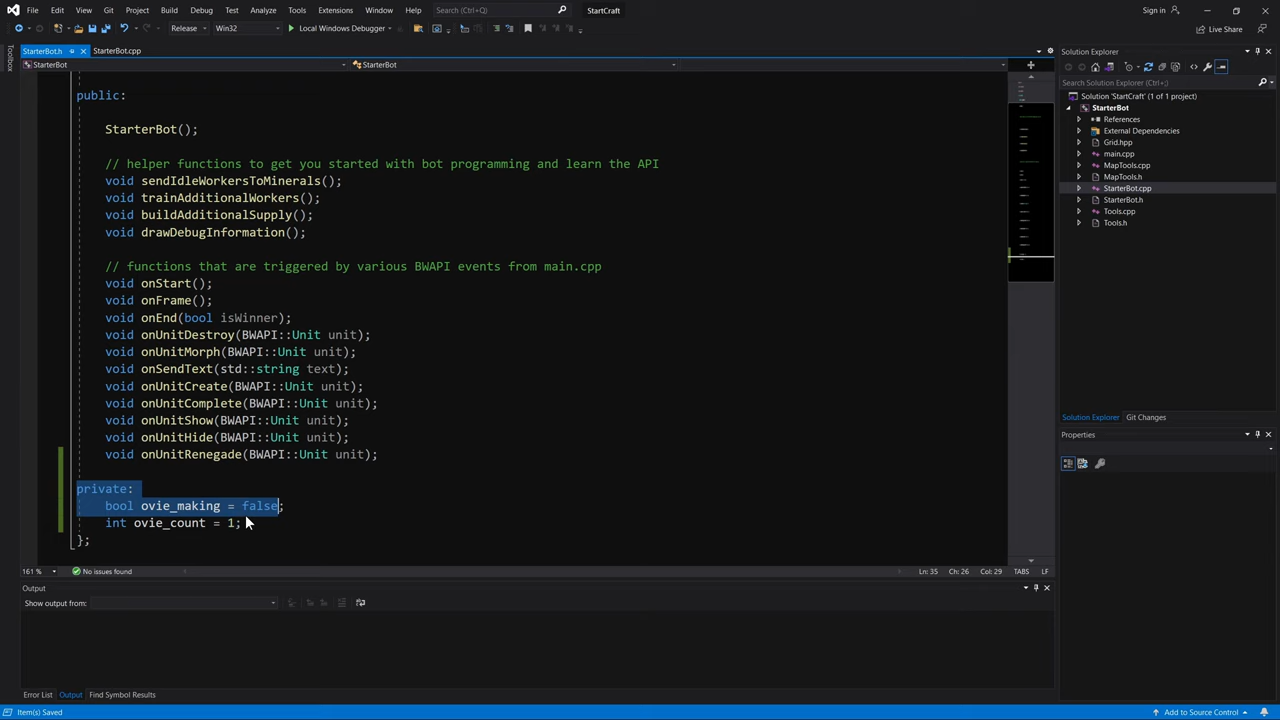 File Edit View Git Project Build Debug Test Analyze Tools Extensions Window Help Search (Ctrl+Q) StartCraft Sign in
Release Win32 Local Windows Debugger Live Share
StarterBot.h StarterBot.cpp
StarterBot StarterBot
Toolbox
public:
StarterBot();
// helper functions to get you started with bot programming and learn the API
void sendIdleWorkersToMinerals();
void trainAdditionalWorkers();
void buildAdditionalSupply();
void drawDebugInformation();
// functions that are triggered by various BWAPI events from main.cpp
void onStart();
void onFrame();
void onEnd(bool isWinner);
void onUnitDestroy(BWAPI::Unit unit);
void onUnitMorph(BWAPI::Unit unit);
void onSendText(std::string text);
void onUnitCreate(BWAPI::Unit unit);
void onUnitComplete(BWAPI::Unit unit);
void onUnitShow(BWAPI::Unit unit);
void onUnitHide(BWAPI::Unit unit);
void onUnitRenegade(BWAPI::Unit unit);
private:
bool ovie_making = false;
int ovie_count = 1;
};
161 % No issues found Ln: 35 Ch: 26 Col: 29 TABS LF
Output
Show output from:
Error List Output Find Symbol Results
Solution Explorer
Search Solution Explorer (Ctrl+;)
Solution 'StartCraft' (1 of 1 project)
StarterBot
References
External Dependencies
Grid.hpp
main.cpp
MapTools.cpp
MapTools.h
StarterBot.cpp
StarterBot.h
Tools.cpp
Tools.h
Solution Explorer Git Changes
Properties
Item(s) Saved Add to Source Control